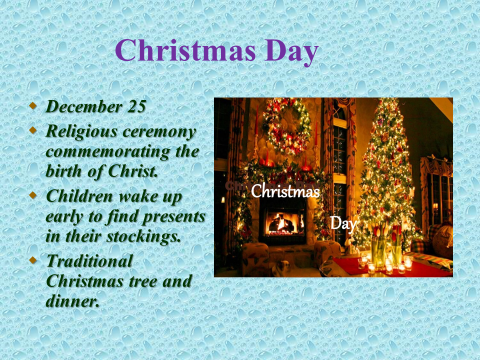 Christmas Day
December 25
Religious ceremony
commemorating the
birth of Christ.
Children wake up
early to find presents
in their stockings.
Traditional
Christmas tree and
dinner.
Christmas
Day